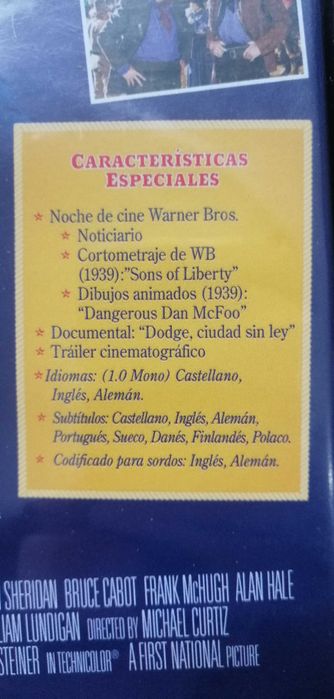 CARACTERÍSTICAS
ESPECIALES
★ Noche de cine Warner Bros.
★ Noticiario
★ Cortometraje de WB
(1939):"Sons of Liberty"
★ Dibujos animados (1939):
"Dangerous Dan McFoo"
★ Documental: "Dodge, ciudad sin ley"
★ Tráiler cinematográfico
★ Idiomas: (1.0 Mono) Castellano,
Inglés, Alemán.
★ Subtítulos: Castellano, Inglés, Alemán,
Portugués, Sueco, Danés, Finlandés, Polaco.
★ Codificado para sordos: Inglés, Alemán.
SHERIDAN BRUCE CABOT FRANK McHUGH ALAN HALE
LIAM LUNDIGAN DIRECTED BY MICHAEL CURTIZ
STEINER IN TECHNICOLOR® A FIRST NATIONAL PICTURE